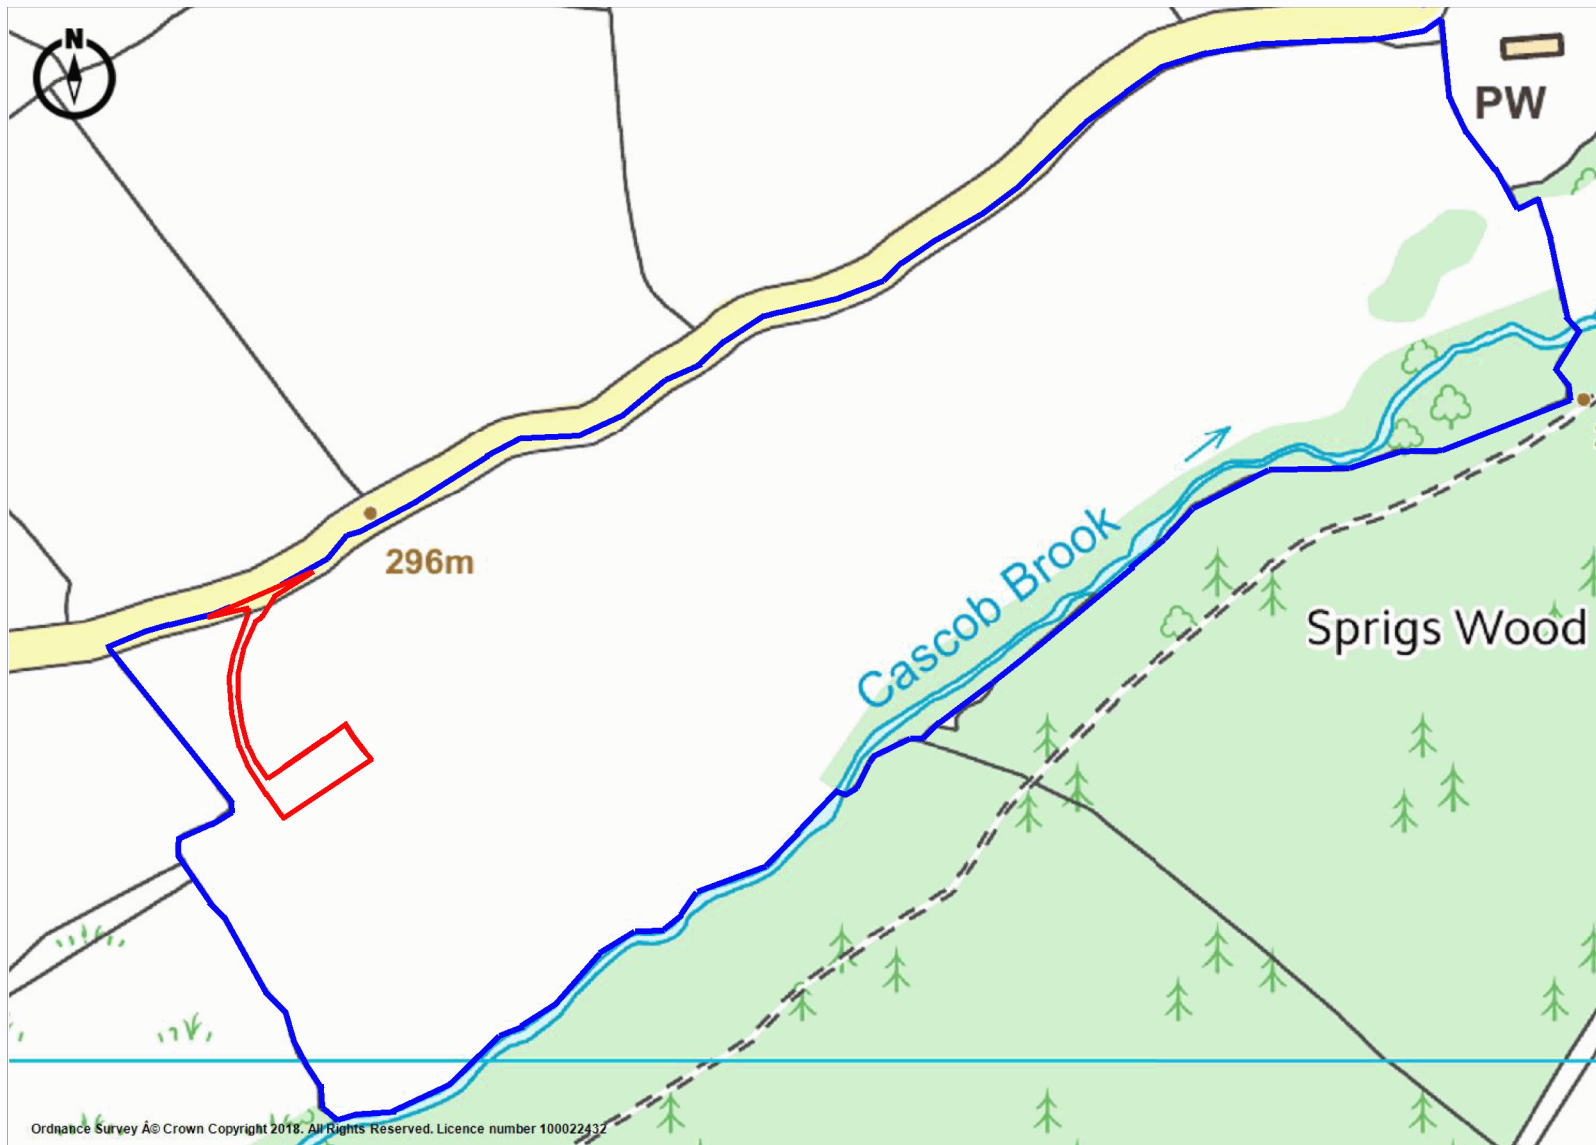 N
PW
296m
Cascob Brook
Sprigs Wood
Ordnance Survey Â© Crown Copyright 2018. All Rights Reserved. Licence number 100022432